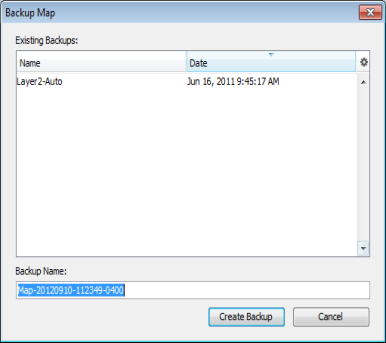 Backup Map
Existing Backups:
Name Date
Layer2-Auto Jun 16, 2011 9:45:17 AM
Backup Name:
Map-20120910-112349-0400
Create Backup Cancel